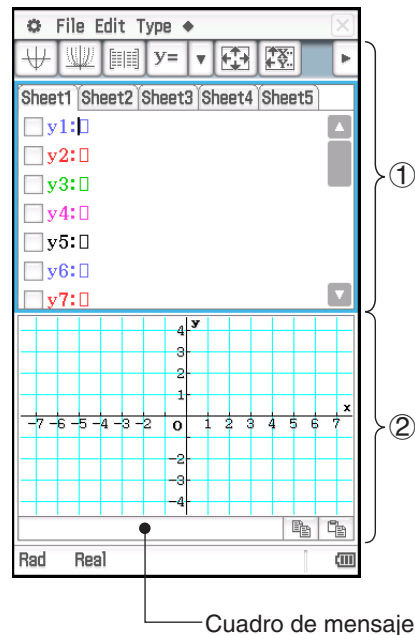 File Edit Type ◆
y=
Sheet1 Sheet2 Sheet3 Sheet4 Sheet5
y1:
y2:
y3:
y4:
y5:
y6:
y7:
①
y
4
3
2
1
x
-7 -6 -5 -4 -3 -2 0 1 2 3 4 5 6 7
-2
-3
-4
②
Rad Real
Cuadro de mensaje